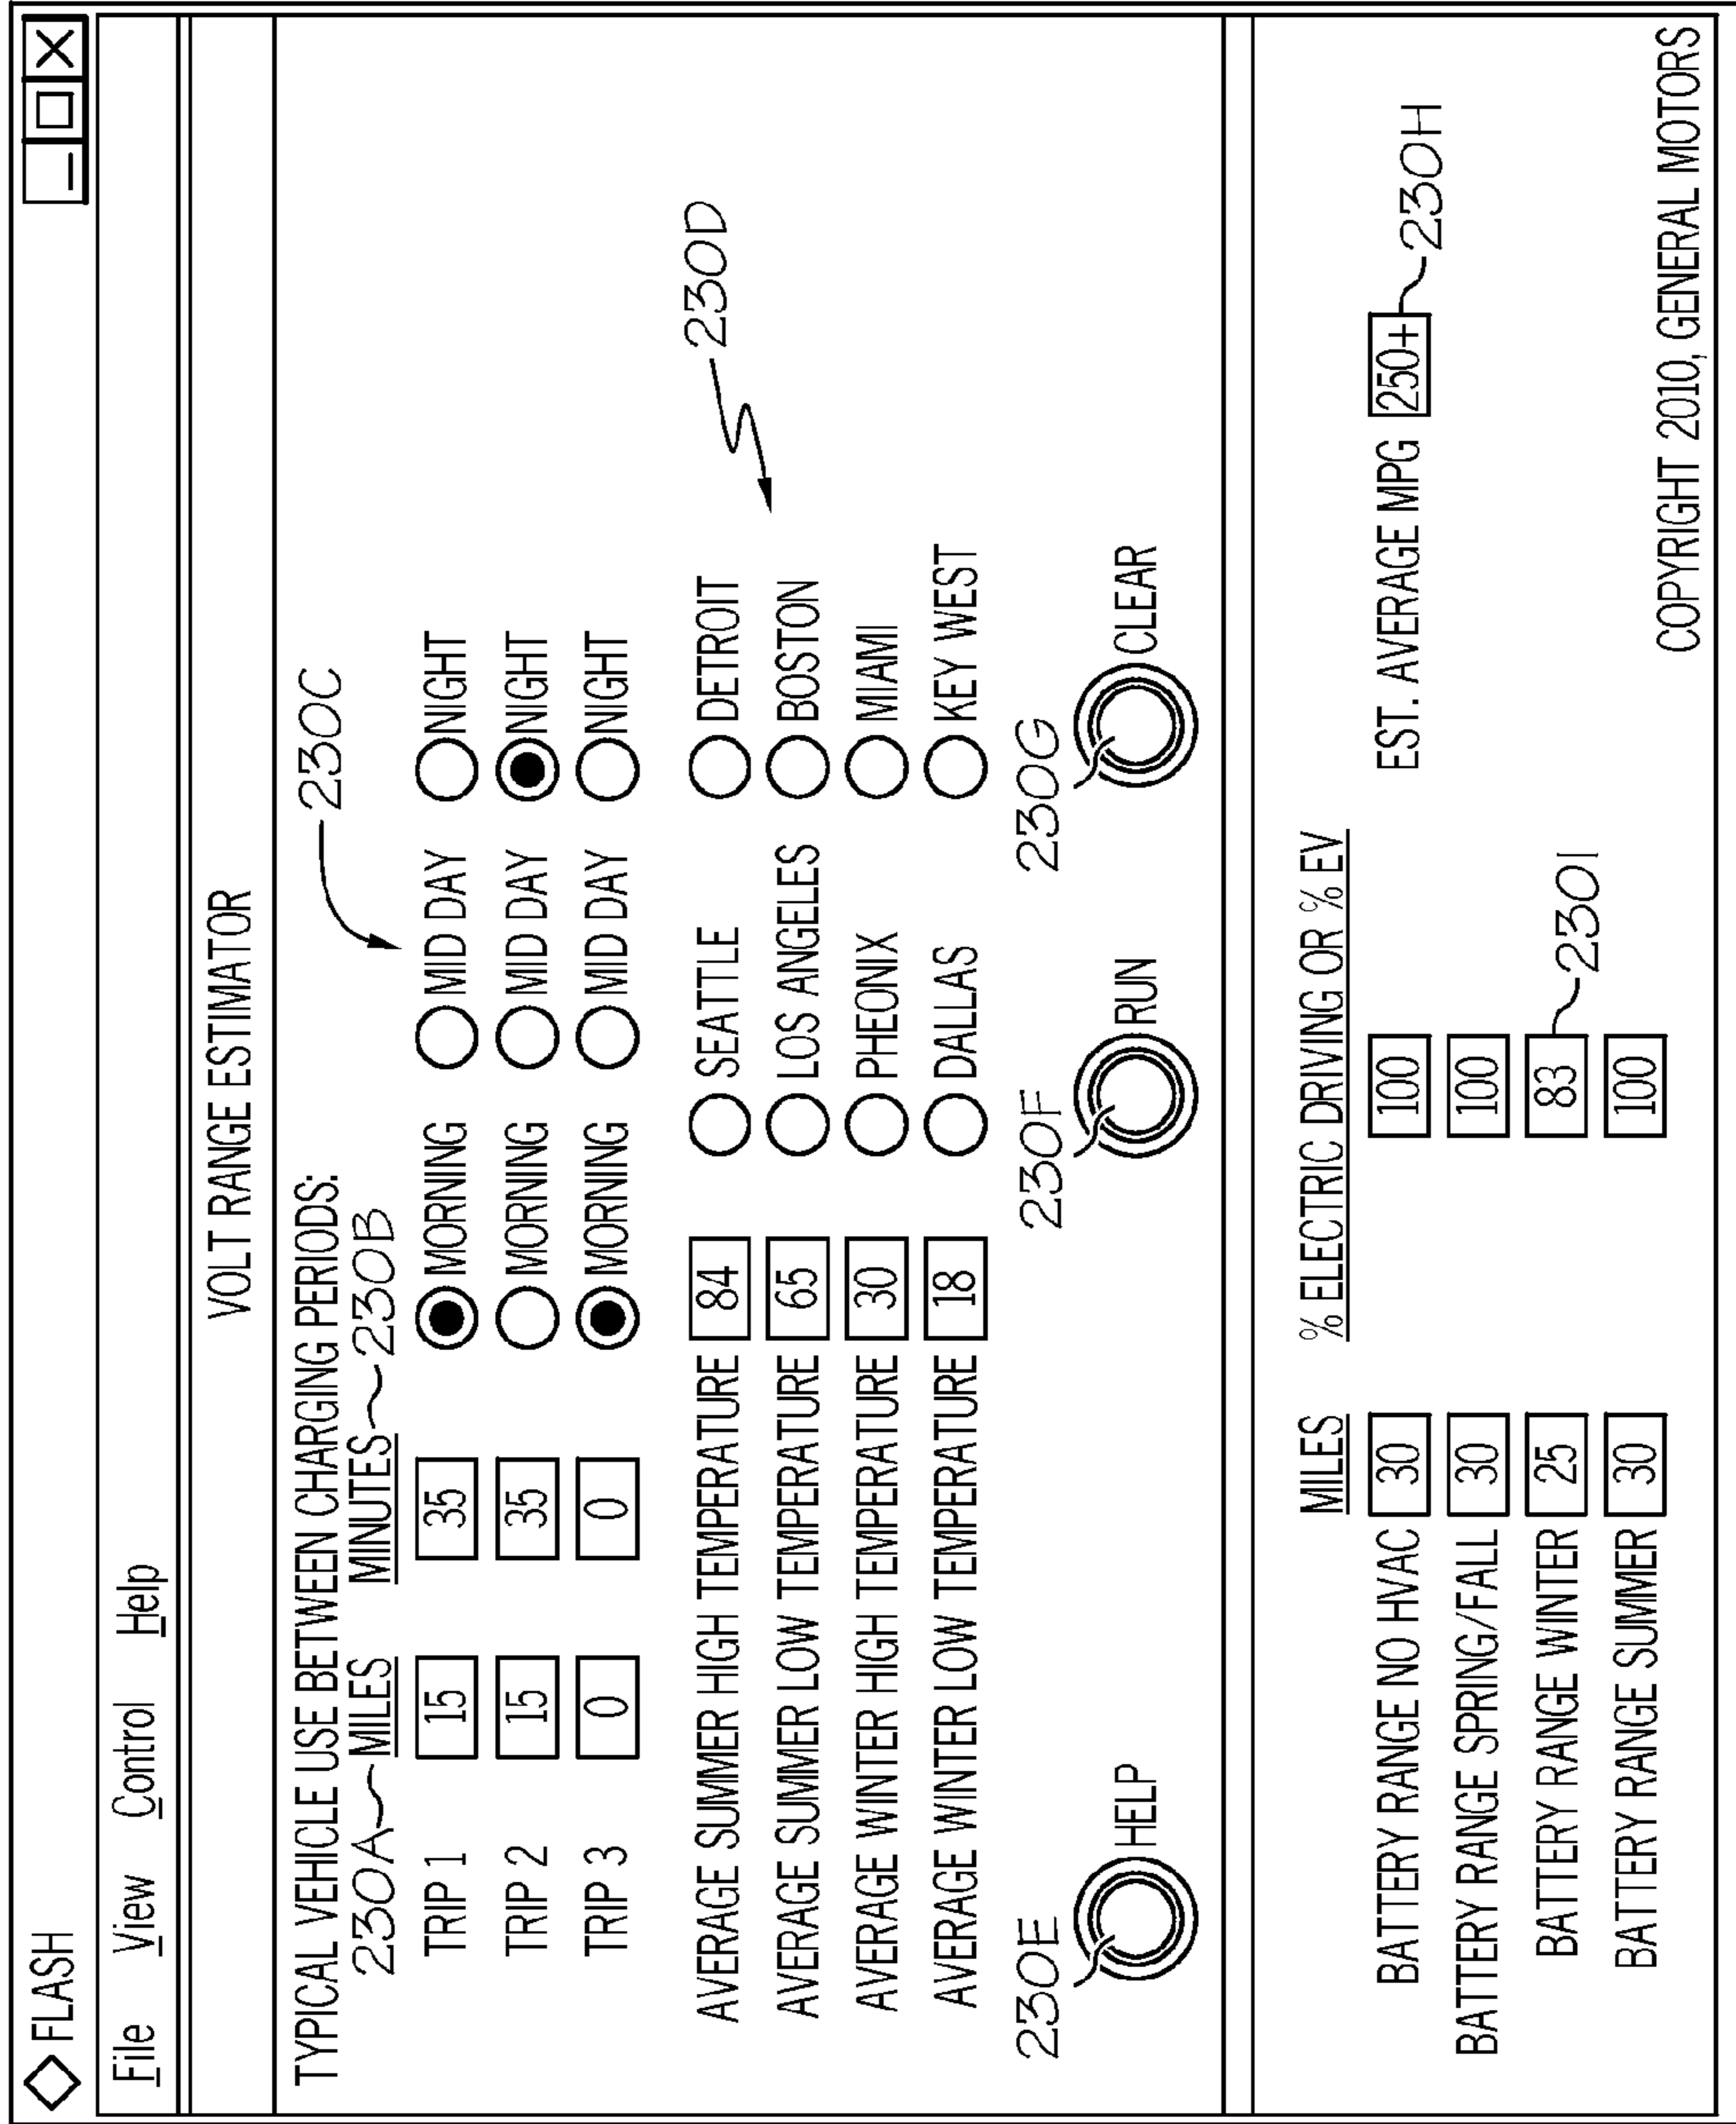 FLASH
File View Control Help
VOLT RANGE ESTIMATOR
TYPICAL VEHICLE USE BETWEEN CHARGING PERIODS:
230A MILES MINUTES 230B 230C
TRIP 1 15 35 MORNING MID DAY NIGHT
TRIP 2 15 35 MORNING MID DAY NIGHT
TRIP 3 0 0 MORNING MID DAY NIGHT
230D
AVERAGE SUMMER HIGH TEMPERATURE 84 SEATTLE DETROIT
AVERAGE SUMMER LOW TEMPERATURE 65 LOS ANGELES BOSTON
AVERAGE WINTER HIGH TEMPERATURE 30 PHEONIX MIAMI
AVERAGE WINTER LOW TEMPERATURE 18 DALLAS KEY WEST
230E 230F 230G
HELP RUN CLEAR
MILES % ELECTRIC DRIVING OR % EV
BATTERY RANGE NO HVAC 30 100 EST. AVERAGE MPG 250+ 230H
BATTERY RANGE SPRING/FALL 30 100
BATTERY RANGE WINTER 25 83 230I
BATTERY RANGE SUMMER 30 100
COPYRIGHT 2010, GENERAL MOTORS